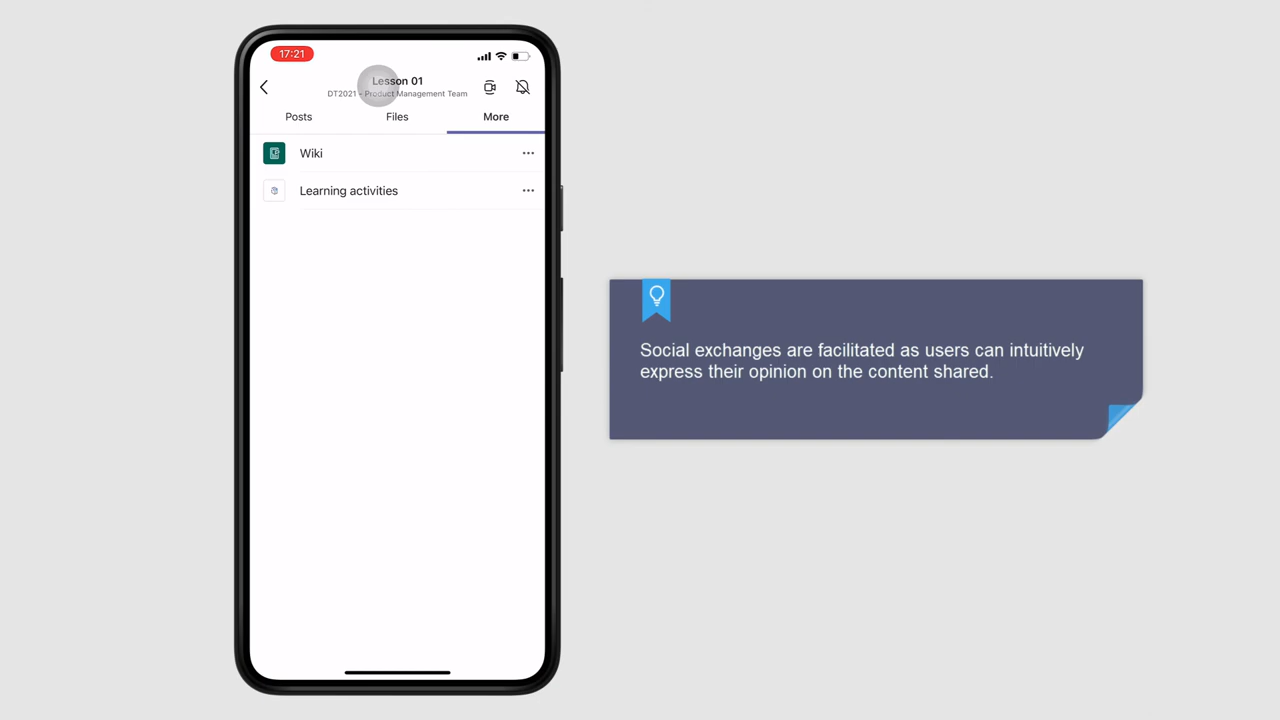 17:21
Lesson 01
DT2021 - Product Management Team
Posts
Files
More
Wiki
Learning activities
Social exchanges are facilitated as users can intuitively
express their opinion on the content shared.